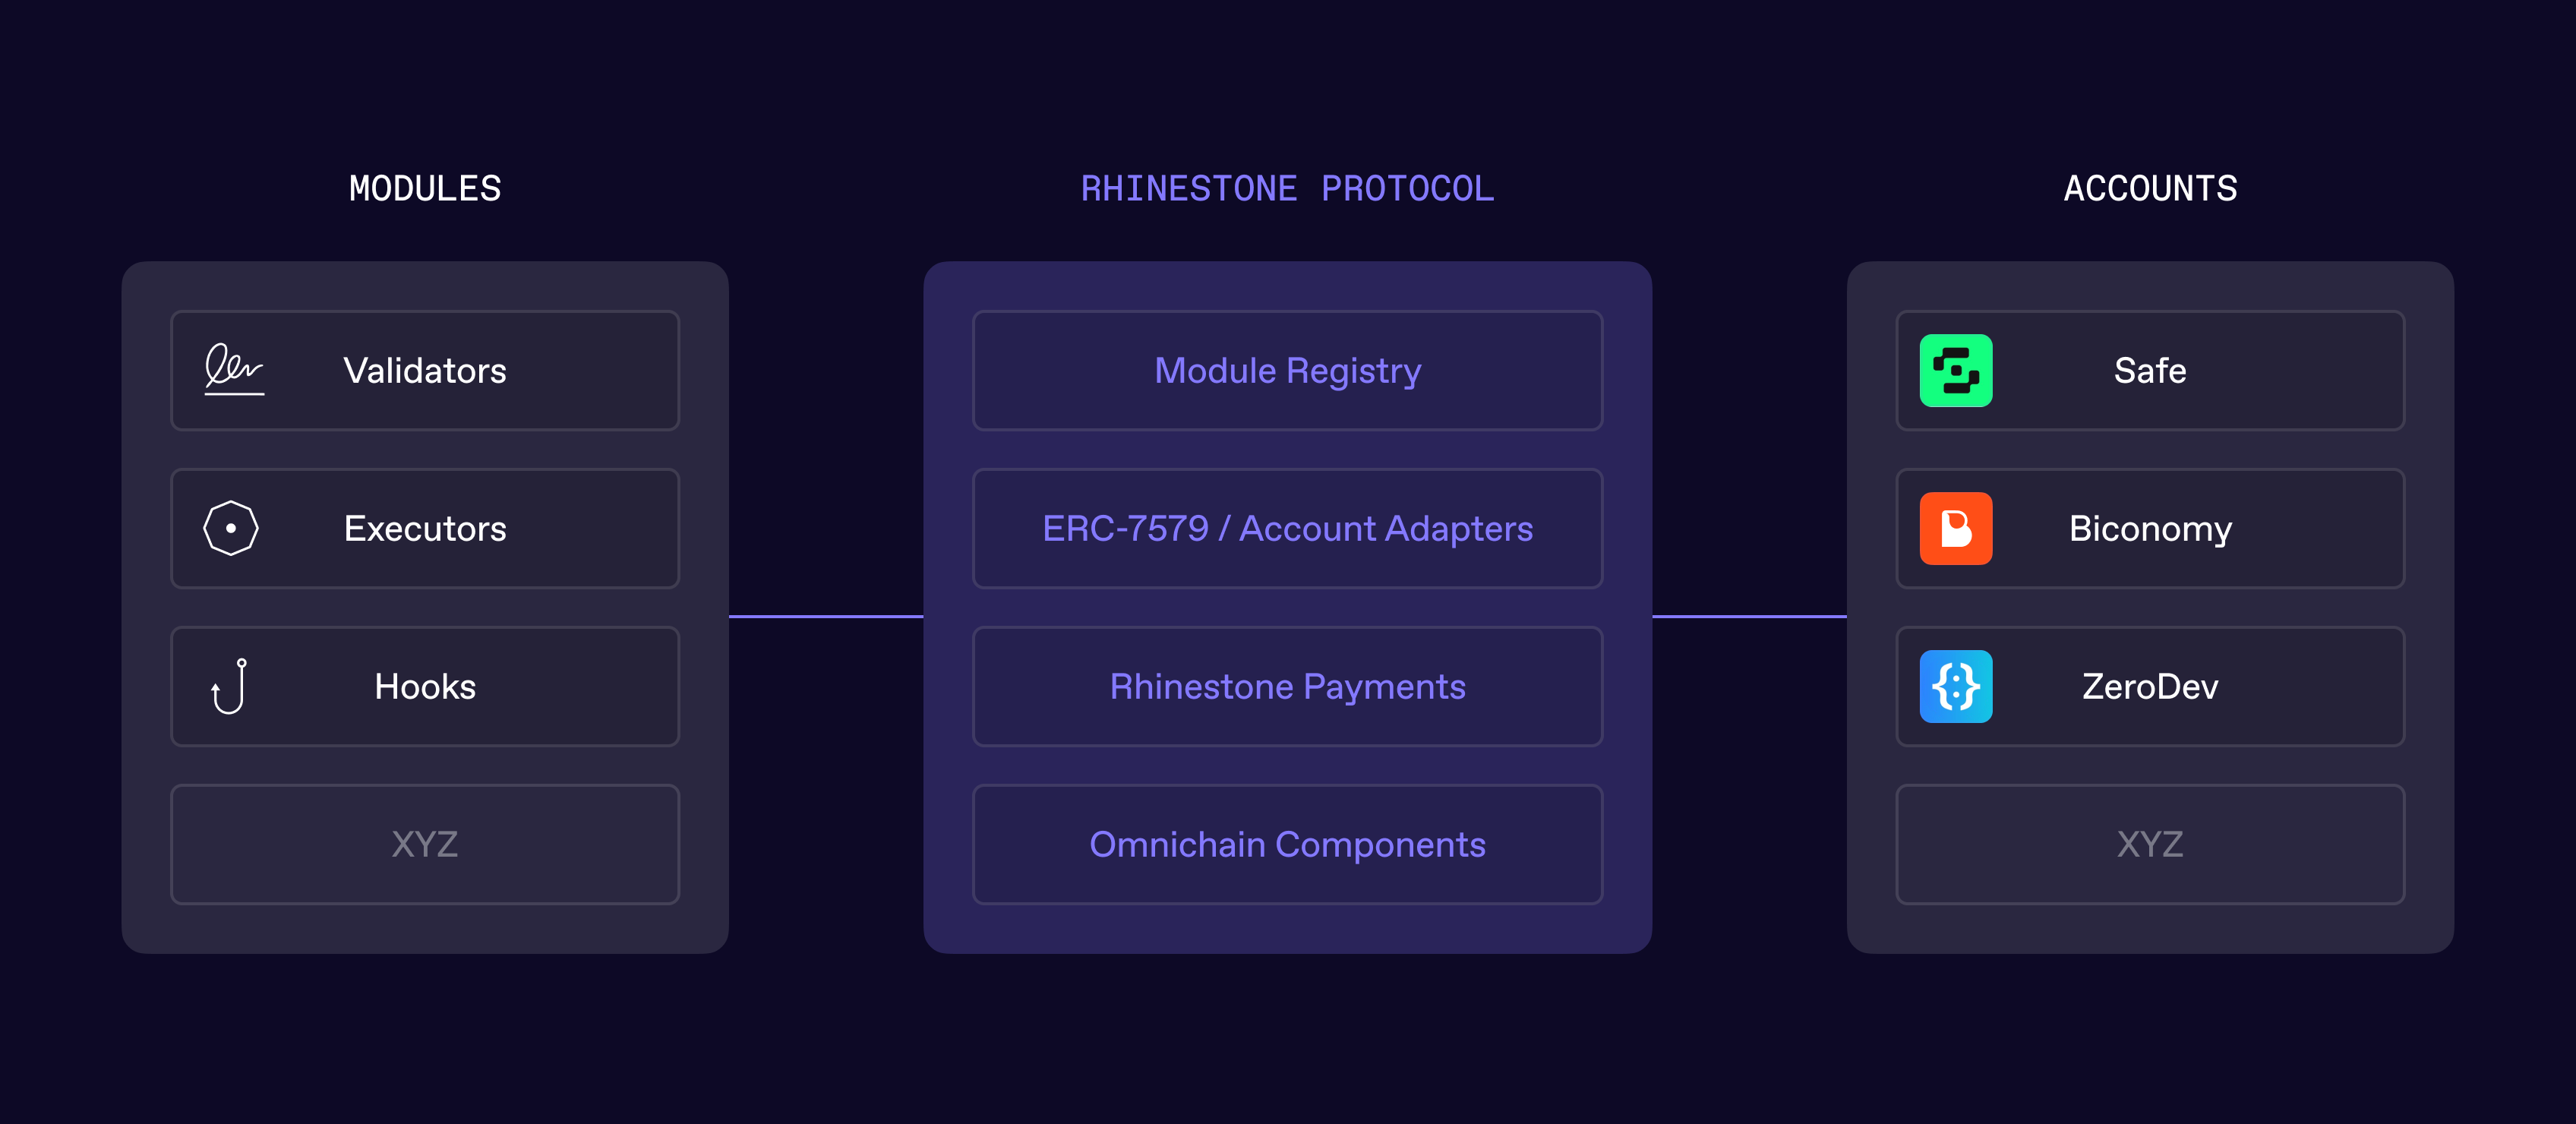 MODULES
Validators
Executors
Hooks
XYZ
RHINESTONE PROTOCOL
Module Registry
ERC-7579 / Account Adapters
Rhinestone Payments
Omnichain Components
ACCOUNTS
Safe
Biconomy
ZeroDev
XYZ